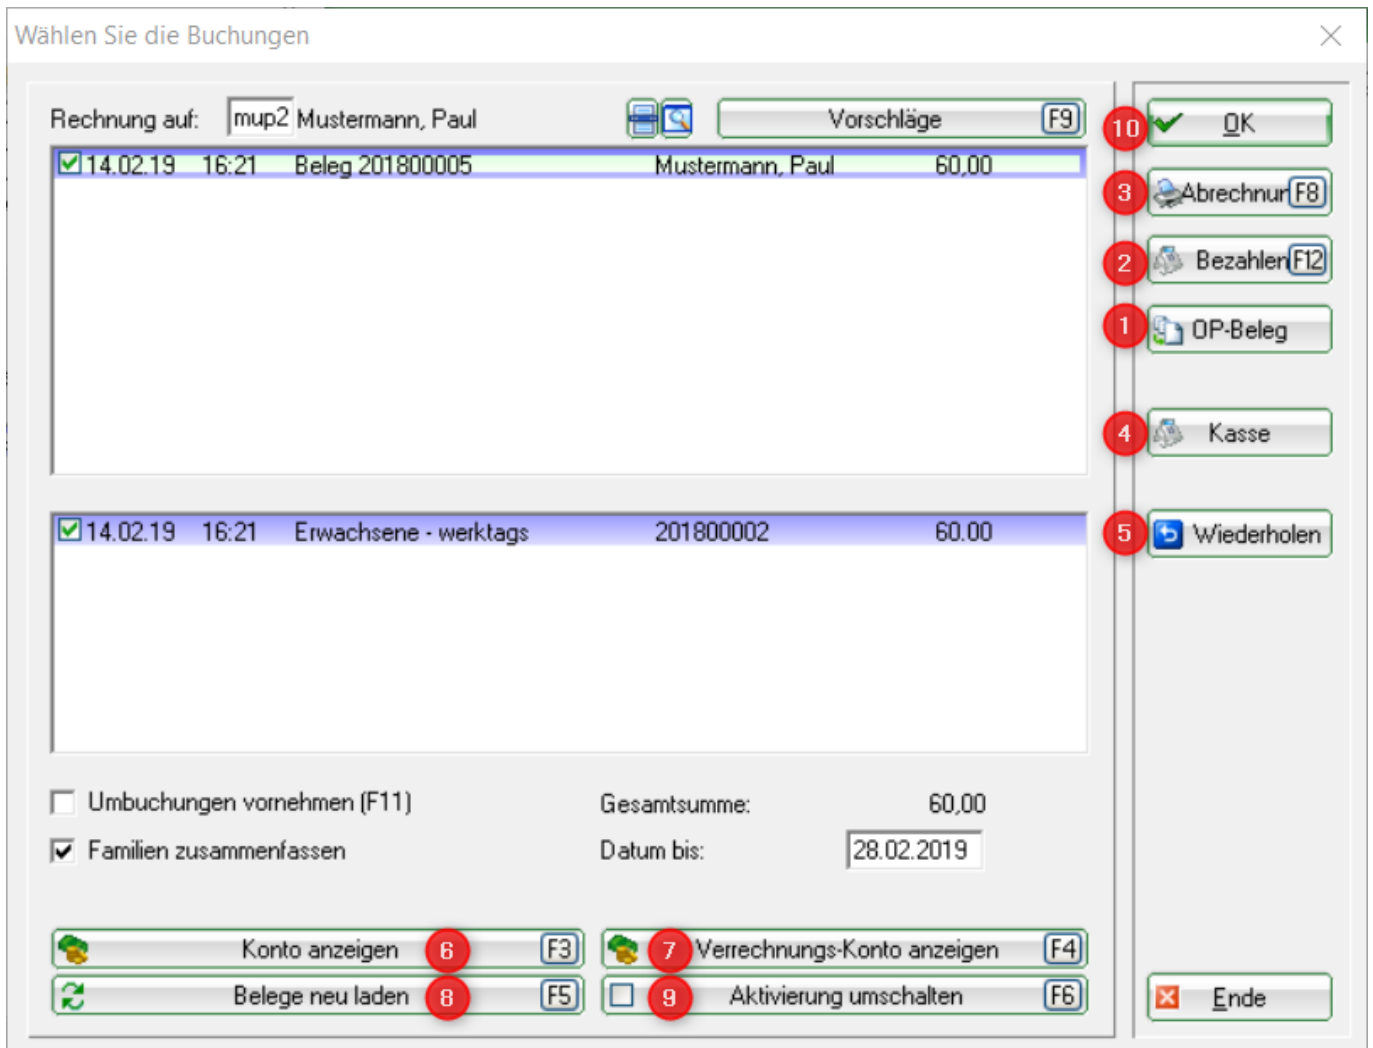 Wählen Sie die Buchungen
Rechnung auf: mup2 Mustermann, Paul Vorschläge F9
14.02.19 16:21 Beleg 201800005 Mustermann, Paul 60,00
14.02.19 16:21 Erwachsene - werktags 201800002 60.00
Umbuchungen vornehmen (F11) Gesamtsumme: 60,00
Familien zusammenfassen Datum bis: 28.02.2019
Konto anzeigen 6 F3 7 Verrechnungs-Konto anzeigen F4
Belege neu laden 8 F5 9 Aktivierung umschalten F6
10 OK
3 Abrechnur F8
2 Bezahlen F12
1 OP-Beleg
4 Kasse
5 Wiederholen
Ende